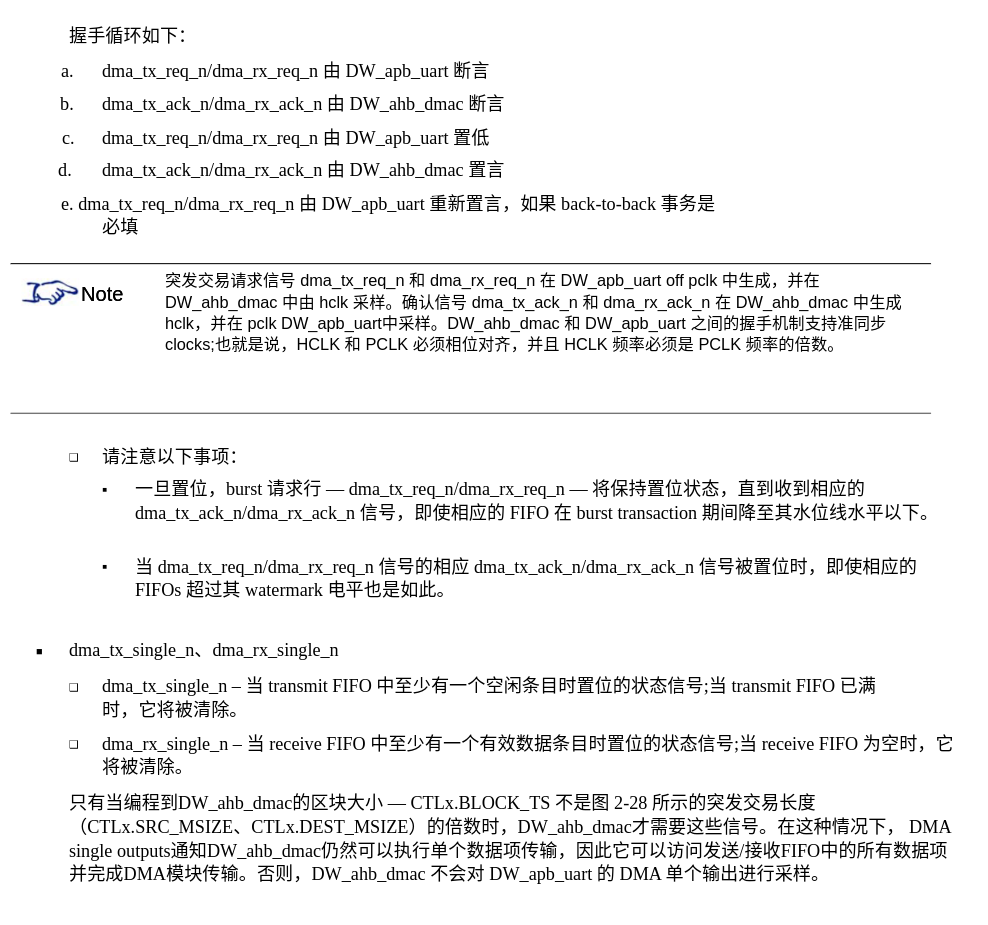 握手循环如下：
a. dma_tx_req_n/dma_rx_req_n 由 DW_apb_uart 断言
b. dma_tx_ack_n/dma_rx_ack_n 由 DW_ahb_dmac 断言
c. dma_tx_req_n/dma_rx_req_n 由 DW_apb_uart 置低
d. dma_tx_ack_n/dma_rx_ack_n 由 DW_ahb_dmac 置言
e. dma_tx_req_n/dma_rx_req_n 由 DW_apb_uart 重新置言，如果 back-to-back 事务是
必填
Note
突发交易请求信号 dma_tx_req_n 和 dma_rx_req_n 在 DW_apb_uart off pclk 中生成，并在
DW_ahb_dmac 中由 hclk 采样。确认信号 dma_tx_ack_n 和 dma_rx_ack_n 在 DW_ahb_dmac 中生成
hclk，并在 pclk DW_apb_uart中采样。DW_ahb_dmac 和 DW_apb_uart 之间的握手机制支持准同步
clocks;也就是说，HCLK 和 PCLK 必须相位对齐，并且 HCLK 频率必须是 PCLK 频率的倍数。
❑ 请注意以下事项：
▪ 一旦置位，burst 请求行 — dma_tx_req_n/dma_rx_req_n — 将保持置位状态，直到收到相应的
dma_tx_ack_n/dma_rx_ack_n 信号，即使相应的 FIFO 在 burst transaction 期间降至其水位线水平以下。
▪ 当 dma_tx_req_n/dma_rx_req_n 信号的相应 dma_tx_ack_n/dma_rx_ack_n 信号被置位时，即使相应的
FIFOs 超过其 watermark 电平也是如此。
■ dma_tx_single_n、dma_rx_single_n
❑ dma_tx_single_n – 当 transmit FIFO 中至少有一个空闲条目时置位的状态信号;当 transmit FIFO 已满
时，它将被清除。
❑ dma_rx_single_n – 当 receive FIFO 中至少有一个有效数据条目时置位的状态信号;当 receive FIFO 为空时，它
将被清除。
只有当编程到DW_ahb_dmac的区块大小 — CTLx.BLOCK_TS 不是图 2-28 所示的突发交易长度
（CTLx.SRC_MSIZE、CTLx.DEST_MSIZE）的倍数时，DW_ahb_dmac才需要这些信号。在这种情况下， DMA
single outputs通知DW_ahb_dmac仍然可以执行单个数据项传输，因此它可以访问发送/接收FIFO中的所有数据项
并完成DMA模块传输。否则，DW_ahb_dmac 不会对 DW_apb_uart 的 DMA 单个输出进行采样。